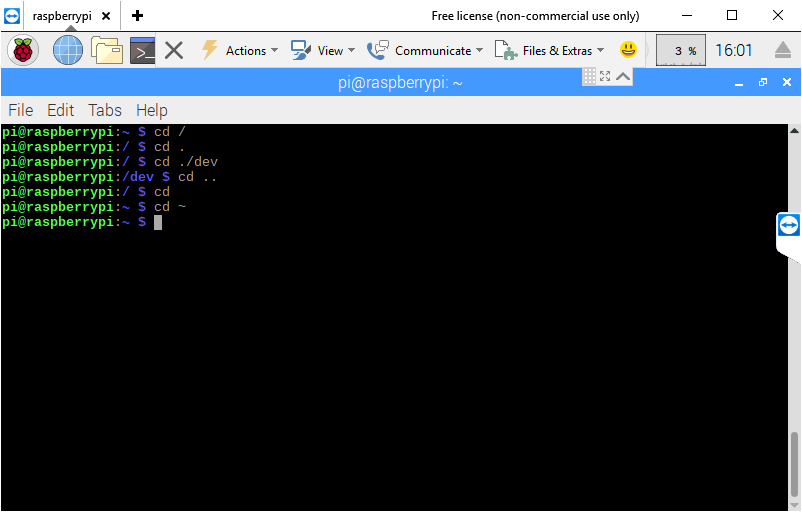 raspberrypi
Free license (non-commercial use only)
Actions View Communicate Files & Extras 3 % 16:01
pi@raspberrypi: ~
File Edit Tabs Help
pi@raspberrypi:~ $ cd /
pi@raspberrypi:/ $ cd .
pi@raspberrypi:/ $ cd ./dev
pi@raspberrypi:/dev $ cd ..
pi@raspberrypi:/ $ cd
pi@raspberrypi:~ $ cd ~
pi@raspberrypi:~ $